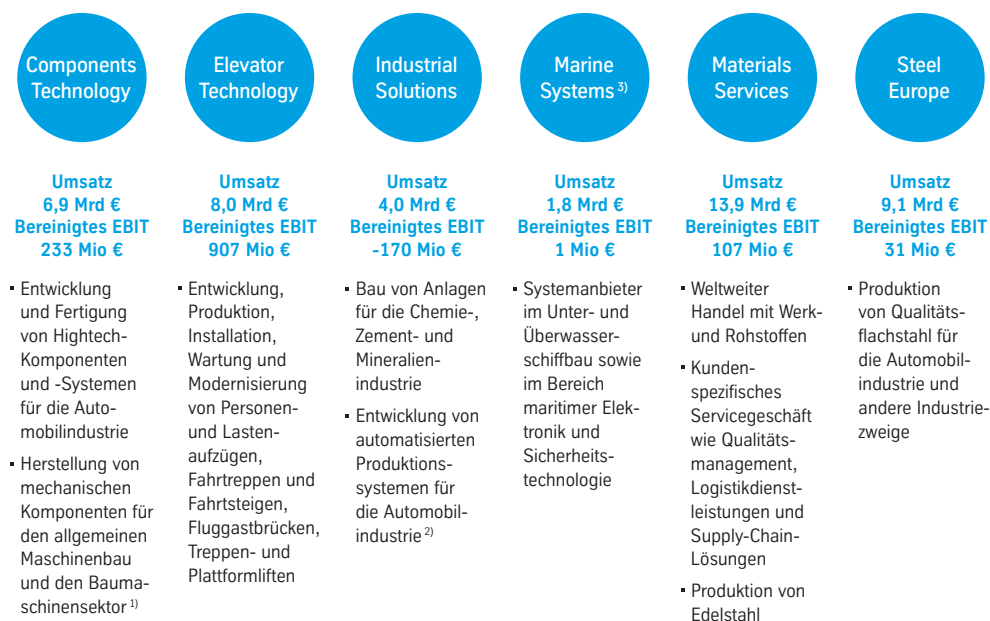 Components
Technology
Umsatz
6,9 Mrd €
Bereinigtes EBIT
233 Mio €
▪ Entwicklung
und Fertigung
von Hightech-
Komponenten
und -Systemen
für die Auto-
mobilindustrie
▪ Herstellung von
mechanischen
Komponenten für
den allgemeinen
Maschinenbau
und den Bauma-
schinensektor 1)
Elevator
Technology
Umsatz
8,0 Mrd €
Bereinigtes EBIT
907 Mio €
▪ Entwicklung,
Produktion,
Installation,
Wartung und
Modernisierung
von Personen-
und Lasten-
aufzügen,
Fahrtreppen und
Fahrtsteigen,
Fluggastbrücken,
Treppen- und
Plattformliften
Industrial
Solutions
Umsatz
4,0 Mrd €
Bereinigtes EBIT
-170 Mio €
▪ Bau von Anlagen
für die Chemie-,
Zement- und
Mineralien-
industrie
▪ Entwicklung von
automatisierten
Produktions-
systemen für
die Automobil-
industrie 2)
Marine
Systems 3)
Umsatz
1,8 Mrd €
Bereinigtes EBIT
1 Mio €
▪ Systemanbieter
im Unter- und
Überwasser-
schiffbau sowie
im Bereich
maritimer Elek-
tronik und
Sicherheits-
technologie
Materials
Services
Umsatz
13,9 Mrd €
Bereinigtes EBIT
107 Mio €
▪ Weltweiter
Handel mit Werk-
und Rohstoffen
▪ Kunden-
spezifisches
Servicegeschäft
wie Qualitäts-
management,
Logistikdienst-
leistungen und
Supply-Chain-
Lösungen
▪ Produktion von
Edelstahl
Steel
Europe
Umsatz
9,1 Mrd €
Bereinigtes EBIT
31 Mio €
▪ Produktion
von Qualitäts-
flachstahl für
die Automobil-
industrie und
andere Industrie-
zweige